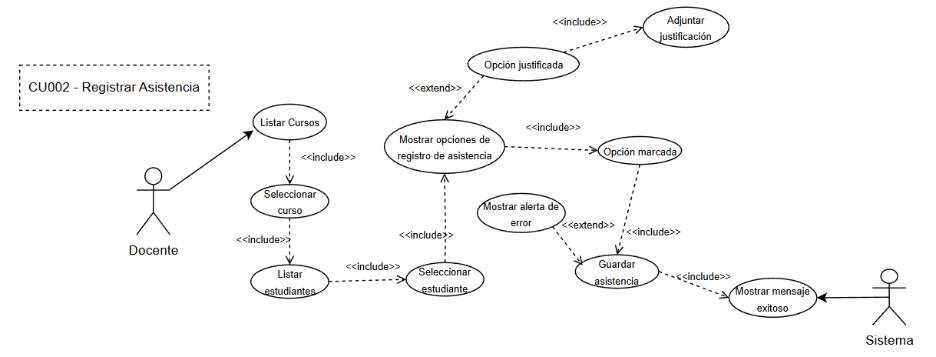 <<include>>
Adjuntar
justificación
Opción justificada
CU002 - Registrar Asistencia
<<extend>>
Listar Cursos
<<include>>
Mostrar opciones de
registro de asistencia
<<include>>
Opción marcada
Seleccionar
curso
Mostrar alerta de
error
<<extend>>
<<include>>
Docente
<<include>>
<<include>>
Listar
estudiantes
<<include>>
Seleccionar
estudiante
Guardar
asistencia
<<include>>
Mostrar mensaje
exitoso
Sistema